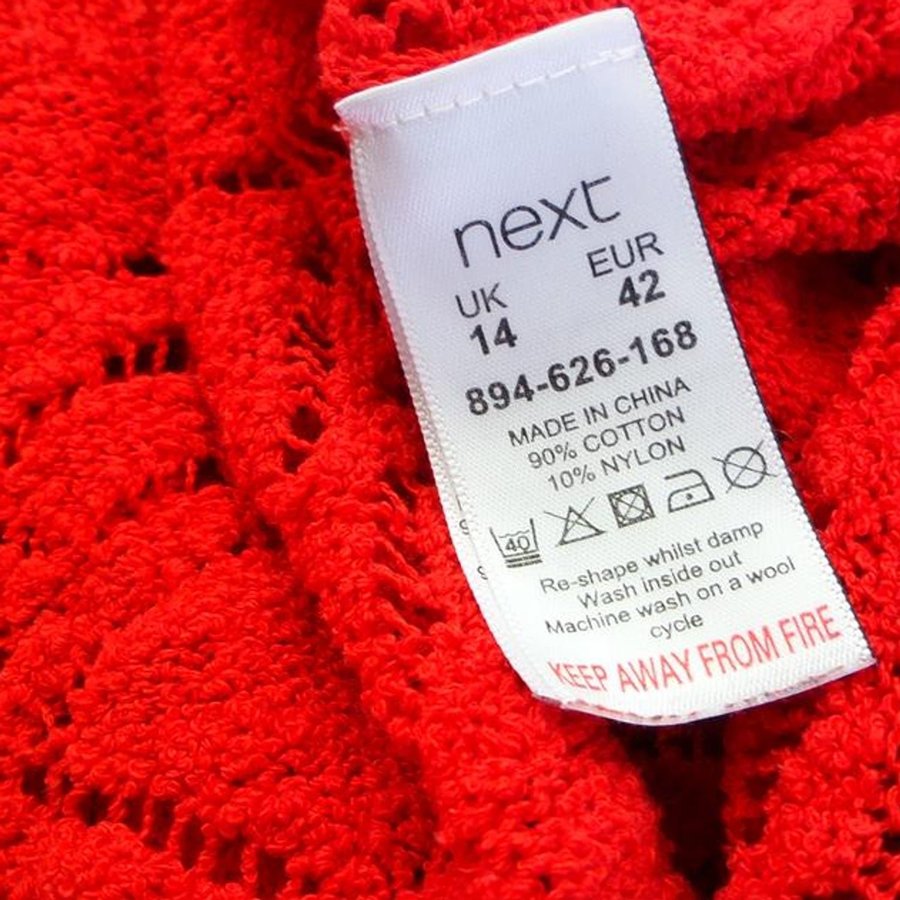 next
UK EUR
14 42
894-626-168
MADE IN CHINA
90% COTTON
10% NYLON
40
Re-shape whilst damp
Wash inside out
Machine wash on a wool
cycle
KEEP AWAY FROM FIRE